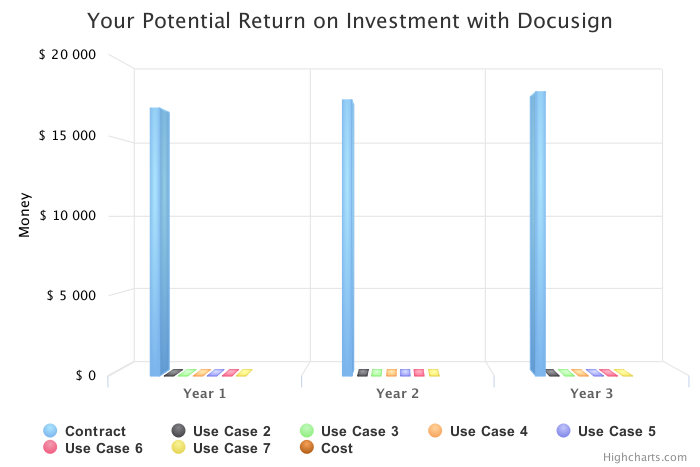 Your Potential Return on Investment with Docusign
$ 20 000
$ 15 000
$ 10 000
$ 5 000
$ 0
Money
Year 1
Year 2
Year 3
Contract
Use Case 2
Use Case 3
Use Case 4
Use Case 5
Use Case 6
Use Case 7
Cost
Highcharts.com